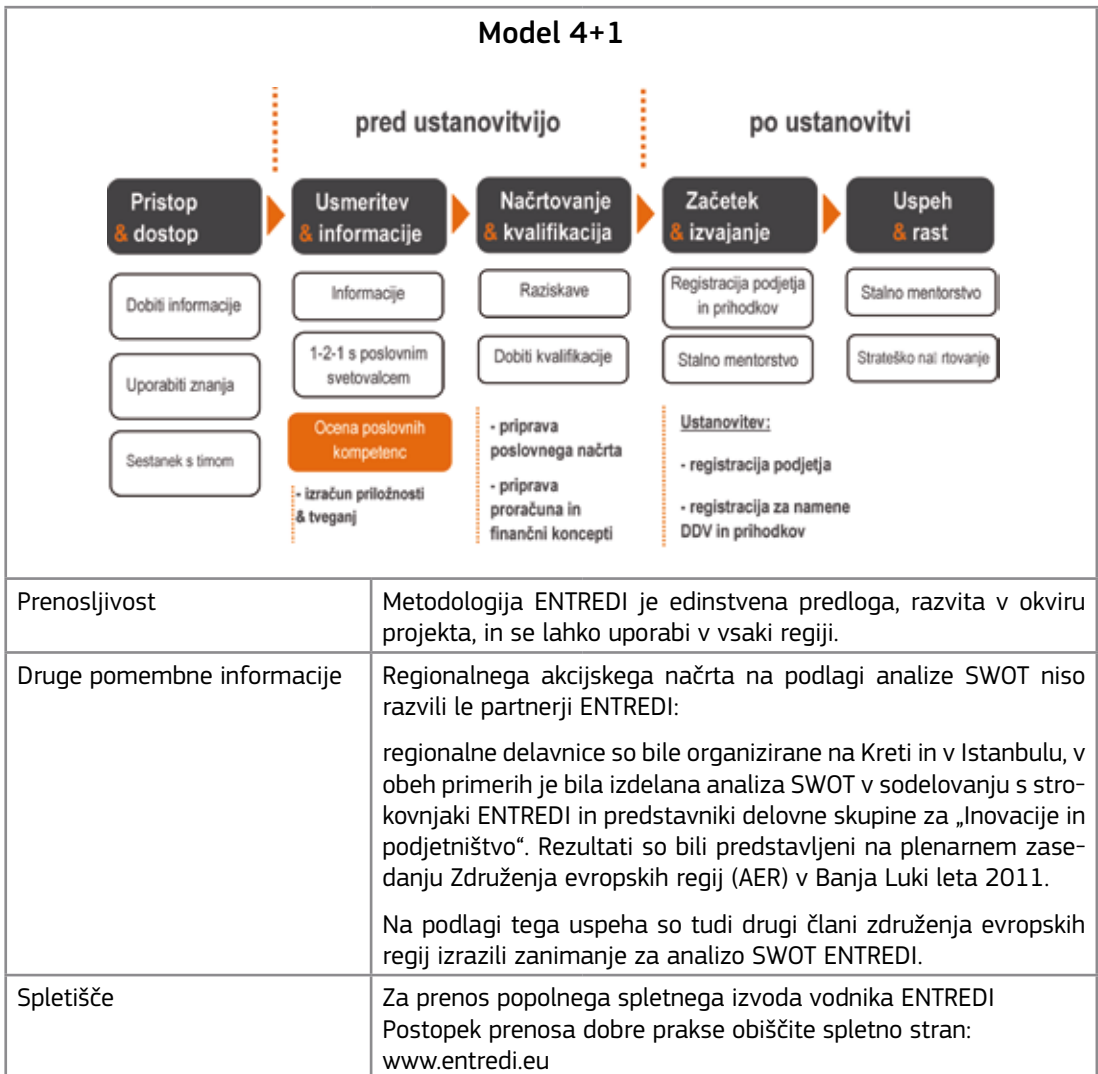 Model 4+1
pred ustanovitvijo
po ustanovitvi
Pristop
& dostop
Usmeritev
& informacije
Načrtovanje
& kvalifikacija
Začetek
& izvajanje
Uspeh
& rast
Dobiti informacije
Uporabiti znanja
Sestanek s timom
Informacije
1-2-1 s poslovnim
svetovalcem
Ocena poslovnih
kompetenc
- izračun priložnosti
& tveganj
Raziskave
Dobiti kvalifikacije
- priprava
poslovnega načrta
- priprava
proračuna in
finančni koncepti
Registracija podjetja
in prihodkov
Stalno mentorstvo
Ustanovitev:
- registracija podjetja
- registracija za namene
DDV in prihodkov
Stalno mentorstvo
Strateško
Prenosljivost
Metodologija ENTREDI je edinstvena predloga, razvita v okviru
projekta, in se lahko uporabi v vsaki regiji.
Druge pomembne informacije
Regionalnega akcijskega načrta na podlagi analize SWOT niso
razvili le partnerji ENTREDI:
regionalne delavnice so bile organizirane na Kreti in v Istanbulu, v
obeh primerih je bila izdelana analiza SWOT v sodelovanju s stro-
kovnjaki ENTREDI in predstavniki delovne skupine za „Inovacije in
podjetništvo“. Rezultati so bili predstavljeni na plenarnem zase-
danju Združenja evropskih regij (AER) v Banja Luki leta 2011.
Na podlagi tega uspeha so tudi drugi člani združenja evropskih
regij izrazili zanimanje za analizo SWOT ENTREDI.
Spletišče
Za prenos popolnega spletnega izvoda vodnika ENTREDI
Postopek prenosa dobre prakse obiščite spletno stran:
www.entredi.eu